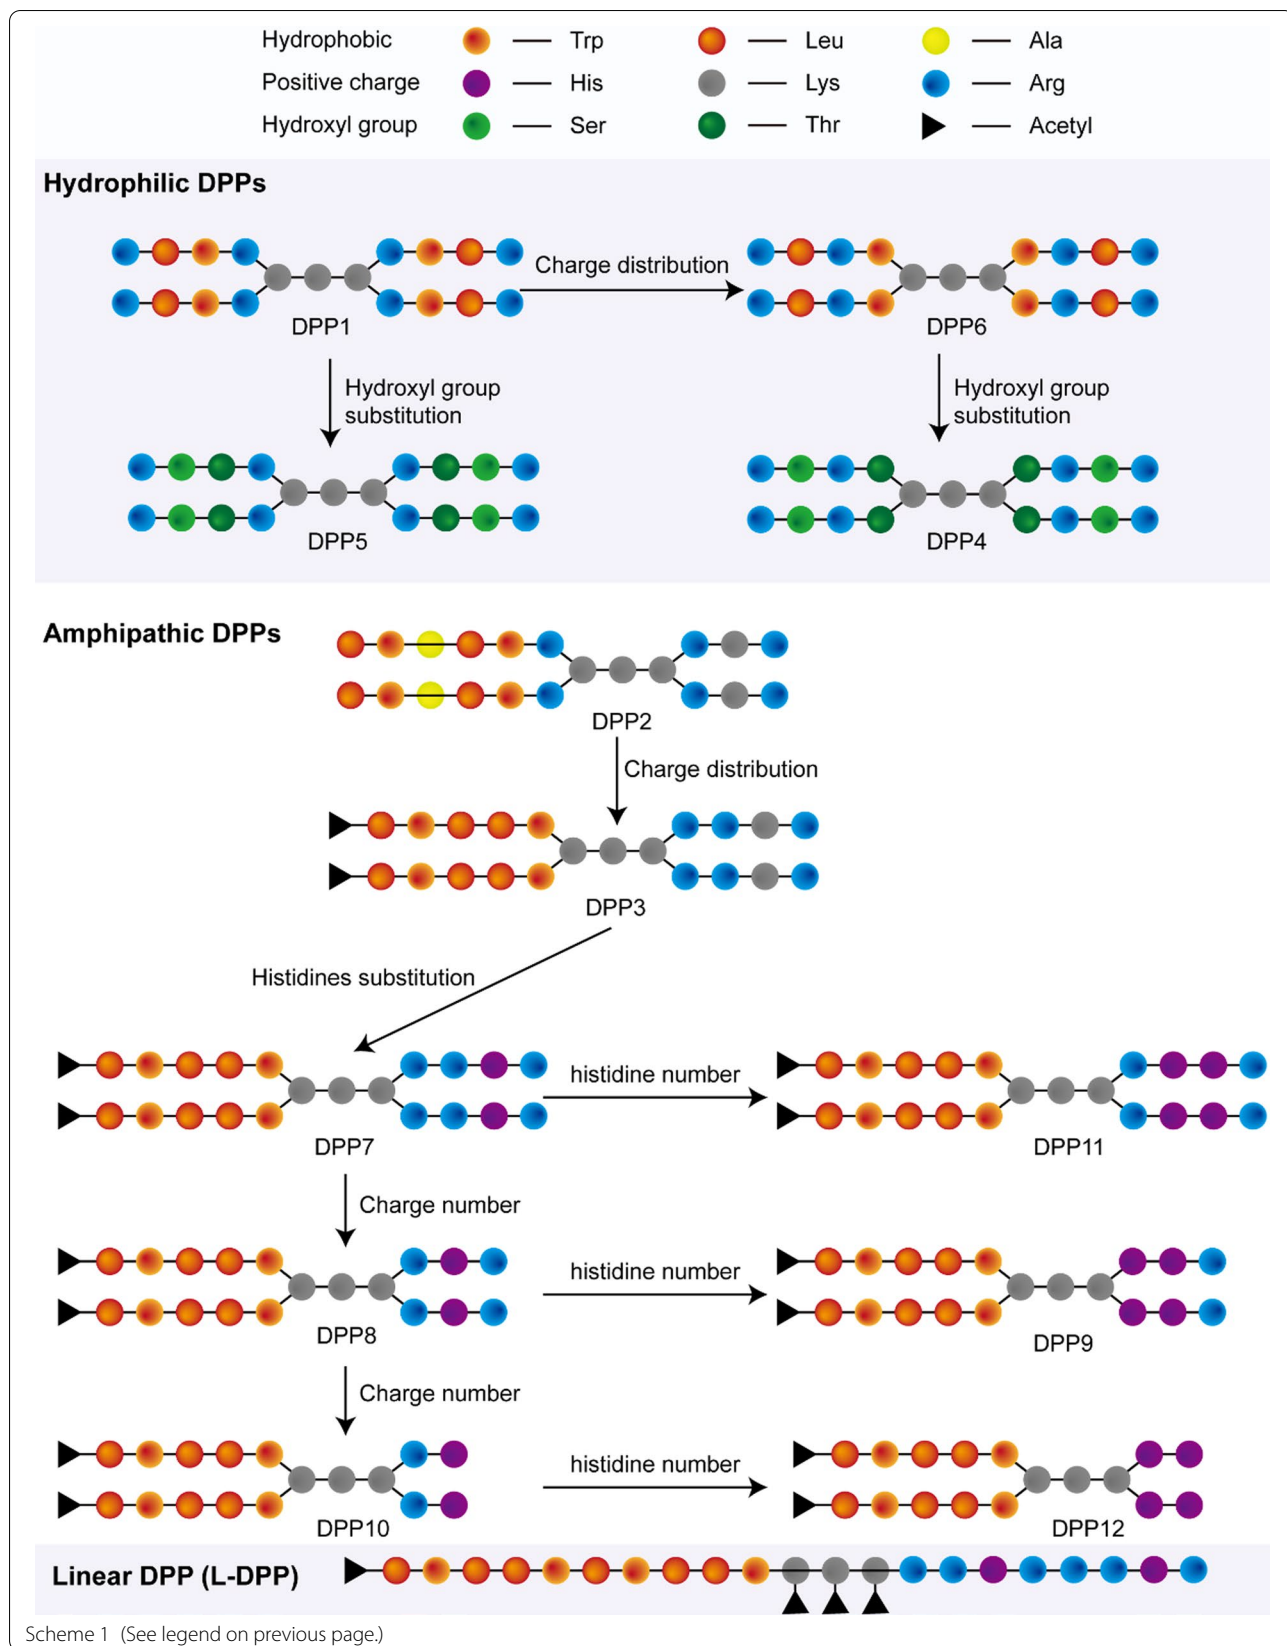 Hydrophobic Trp Leu Ala
Positive charge His Lys Arg
Hydroxyl group Ser Thr Acetyl
Hydrophilic DPPs
Charge distribution
DPP1 DPP6
Hydroxyl group substitution
Hydroxyl group substitution
DPP5 DPP4
Amphipathic DPPs
DPP2
Charge distribution
DPP3
Histidines substitution
histidine number
DPP7 DPP11
Charge number
histidine number
DPP8 DPP9
Charge number
histidine number
DPP10 DPP12
Linear DPP (L-DPP)
Scheme 1 (See legend on previous page.)